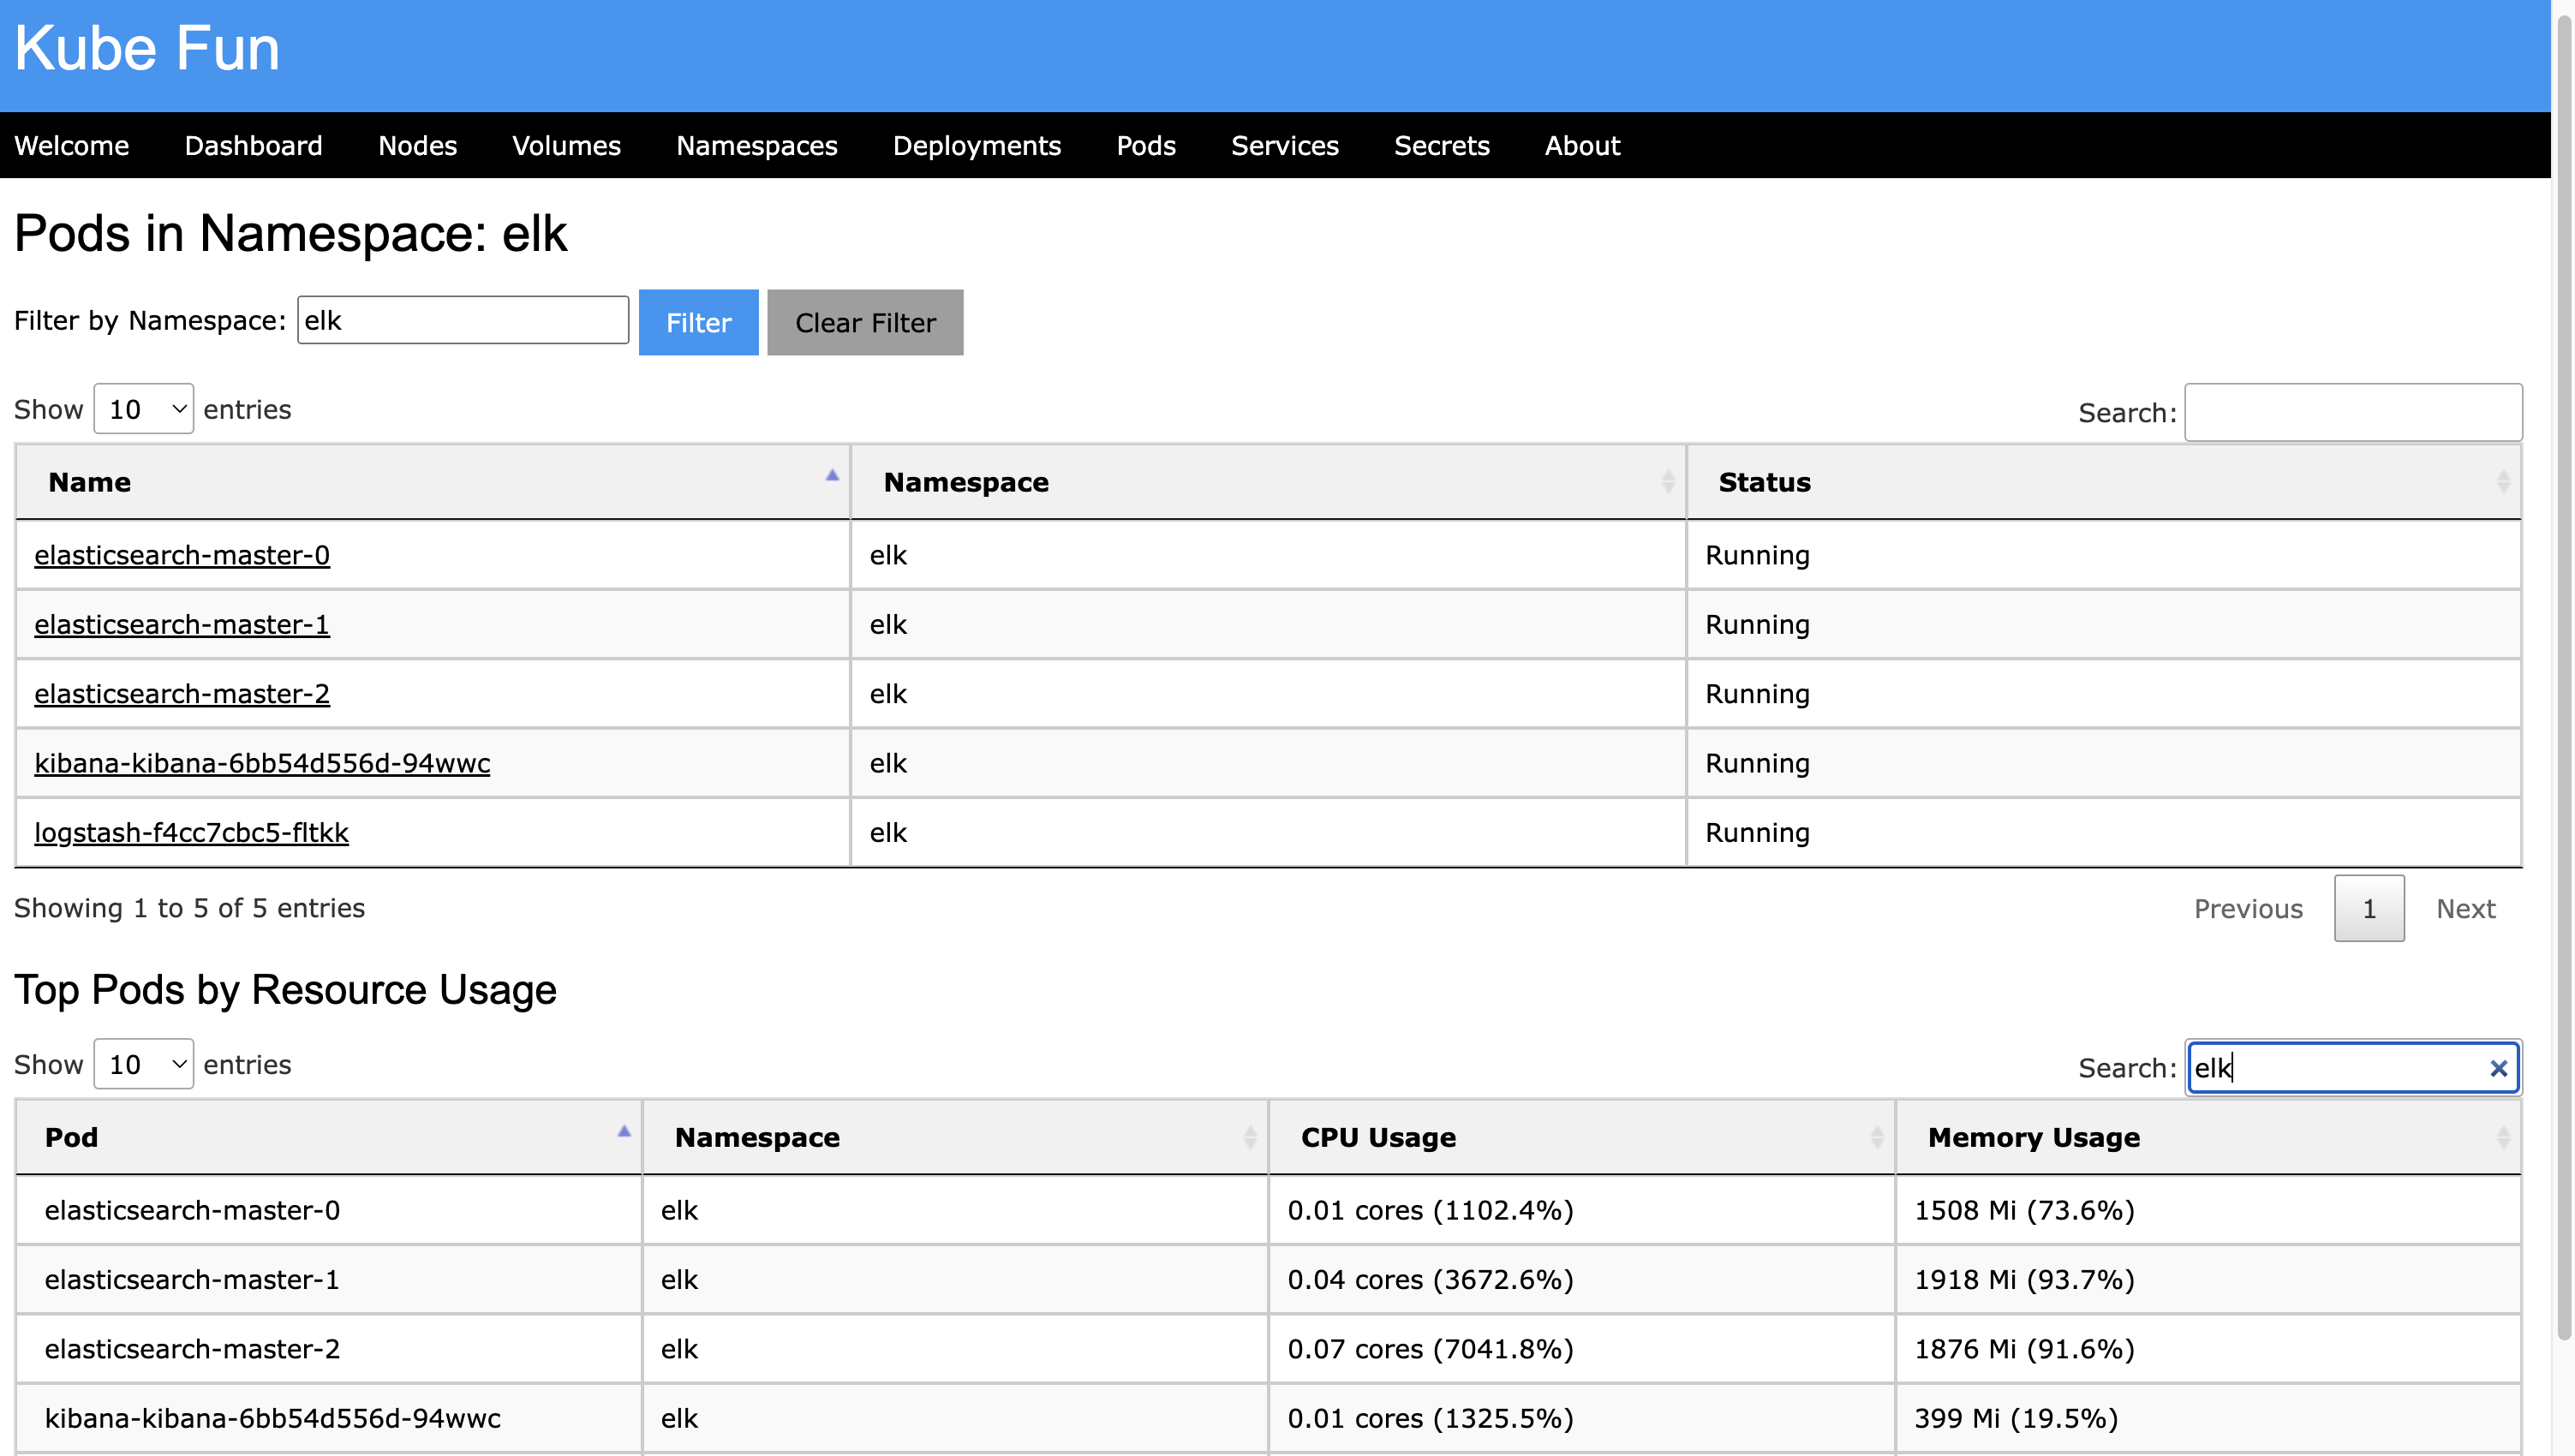 Kube Fun
Welcome Dashboard Nodes Volumes Namespaces Deployments Pods Services Secrets About
Pods in Namespace: elk
Filter by Namespace: elk Filter Clear Filter
Show 10 entries Search:
Name Namespace Status
elasticsearch-master-0 elk Running
elasticsearch-master-1 elk Running
elasticsearch-master-2 elk Running
kibana-kibana-6bb54d556d-94wwc elk Running
logstash-f4cc7cbc5-fltkk elk Running
Showing 1 to 5 of 5 entries Previous 1 Next
Top Pods by Resource Usage
Show 10 entries Search: elk
Pod Namespace CPU Usage Memory Usage
elasticsearch-master-0 elk 0.01 cores (1102.4%) 1508 Mi (73.6%)
elasticsearch-master-1 elk 0.04 cores (3672.6%) 1918 Mi (93.7%)
elasticsearch-master-2 elk 0.07 cores (7041.8%) 1876 Mi (91.6%)
kibana-kibana-6bb54d556d-94wwc elk 0.01 cores (1325.5%) 399 Mi (19.5%)